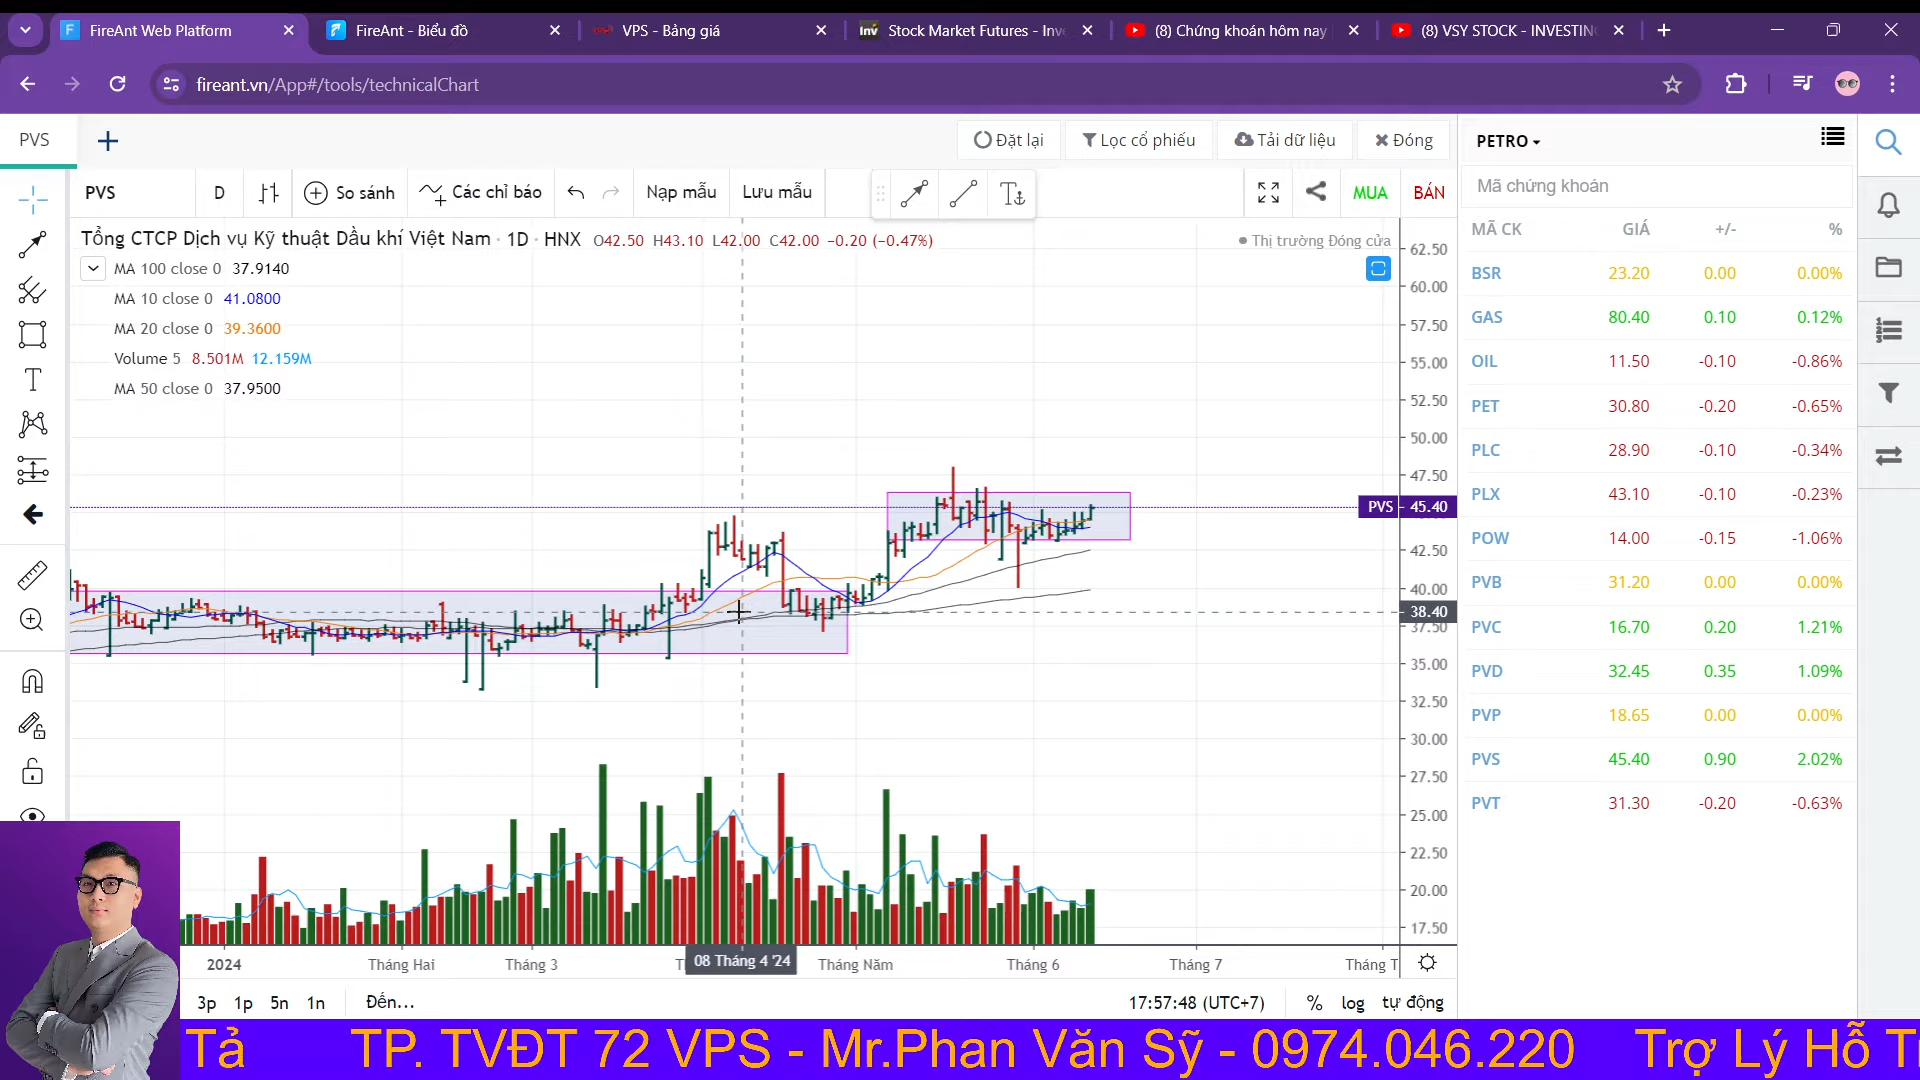 FireAnt Web Platform
FireAnt - Biểu đồ
VPS - Bảng giá
Stock Market Futures - Inve
(8) Chứng khoán hôm nay
(8) VSY STOCK - INVESTIN
fireant.vn/App#/tools/technicalChart
PVS
Đặt lại
Lọc cổ phiếu
Tải dữ liệu
Đóng
PETRO
PVS
D
So sánh
Các chỉ báo
Nạp mẫu
Lưu mẫu
MUA
BÁN
Mã chứng khoán
Tổng CTCP Dịch vụ Kỹ thuật Dầu khí Việt Nam · 1D · HNX O42.50 H43.10 L42.00 C42.00 −0.20 (−0.47%)
Thị trường Đóng cửa
MA 100 close 0 37.9140
MA 10 close 0 41.0800
MA 20 close 0 39.3600
Volume 5 8.501M 12.159M
MA 50 close 0 37.9500
62.50
60.00
57.50
55.00
52.50
50.00
47.50
PVS 45.40
42.50
40.00
38.40
37.50
35.00
32.50
30.00
27.50
25.00
22.50
20.00
17.50
MÃ CK GIÁ +/- %
BSR 23.20 0.00 0.00%
GAS 80.40 0.10 0.12%
OIL 11.50 -0.10 -0.86%
PET 30.80 -0.20 -0.65%
PLC 28.90 -0.10 -0.34%
PLX 43.10 -0.10 -0.23%
POW 14.00 -0.15 -1.06%
PVB 31.20 0.00 0.00%
PVC 16.70 0.20 1.21%
PVD 32.45 0.35 1.09%
PVP 18.65 0.00 0.00%
PVS 45.40 0.90 2.02%
PVT 31.30 -0.20 -0.63%
2024 Tháng Hai Tháng 3 T 08 Tháng 4 '24 Tháng Năm Tháng 6 Tháng 7 Tháng T
3p 1p 5n 1n Đến... 17:57:48 (UTC+7) % log tự động
Tả TP. TVĐT 72 VPS - Mr.Phan Văn Sỹ - 0974.046.220 Trợ Lý Hỗ T